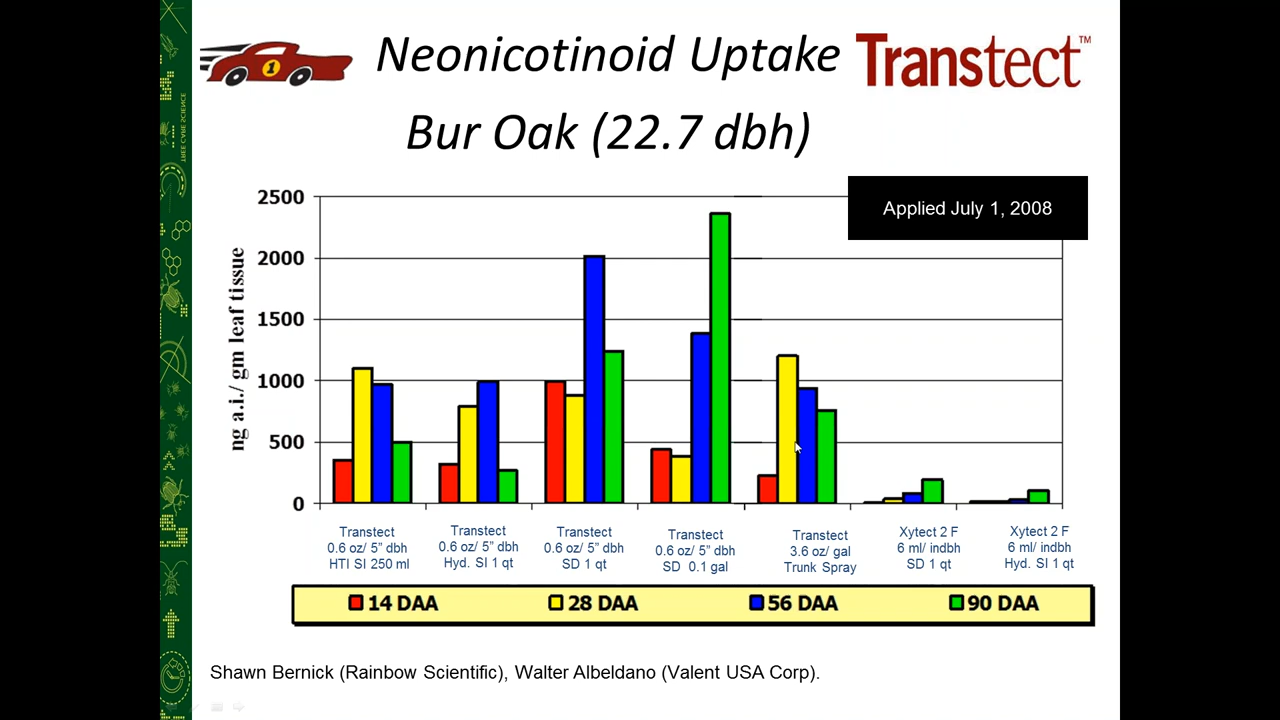 Neonicotinoid Uptake
Transtect™
1
Bur Oak (22.7 dbh)
Applied July 1, 2008
TREE CARE SCIENCE
ng a.i./ gm leaf tissue
2500
2000
1500
1000
500
0
Transtect
0.6 oz/ 5” dbh
HTI SI 250 ml
Transtect
0.6 oz/ 5” dbh
Hyd. SI 1 qt
Transtect
0.6 oz/ 5” dbh
SD 1 qt
Transtect
0.6 oz/ 5” dbh
SD 0.1 gal
Transtect
3.6 oz/ gal
Trunk Spray
Xytect 2 F
6 ml/ indbh
SD 1 qt
Xytect 2 F
6 ml/ indbh
Hyd. SI 1 qt
14 DAA 28 DAA 56 DAA 90 DAA
Shawn Bernick (Rainbow Scientific), Walter Albeldano (Valent USA Corp).